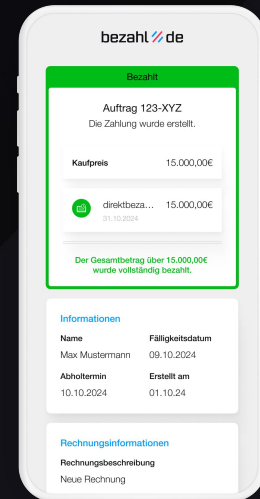 bezahl de
Bezahlt
Auftrag 123-XYZ
Die Zahlung wurde erstellt.
Kaufpreis 15.000,00€
direktbeza... 15.000,00€
31.10.2024
Der Gesamtbetrag über 15.000,00€
wurde vollständig bezahlt.
Informationen
Name Fälligkeitsdatum
Max Mustermann 09.10.2024
Abholtermin Erstellt am
10.10.2024 01.10.24
Rechnungsinformationen
Rechnungsbeschreibung
Neue Rechnung